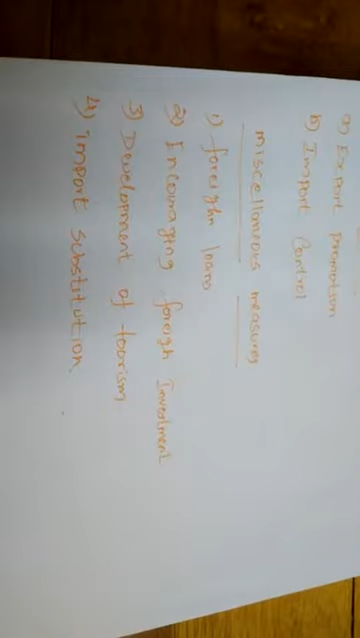 a) Export promotion
b) Import Control
miscellaneous measures
1) foreign loans
2) Encouraging foreign Investment
3) Development of tourism
4) import substitution